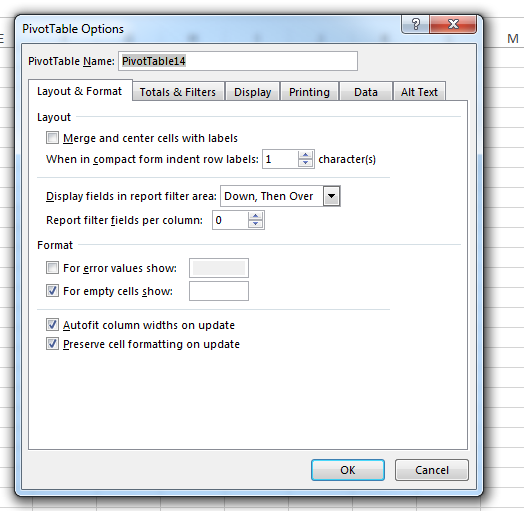 PivotTable Options
M
PivotTable Name: PivotTable14
Layout & Format Totals & Filters Display Printing Data Alt Text
Layout
Merge and center cells with labels
When in compact form indent row labels: 1 character(s)
Display fields in report filter area: Down, Then Over
Report filter fields per column: 0
Format
For error values show:
For empty cells show:
Autofit column widths on update
Preserve cell formatting on update
OK Cancel